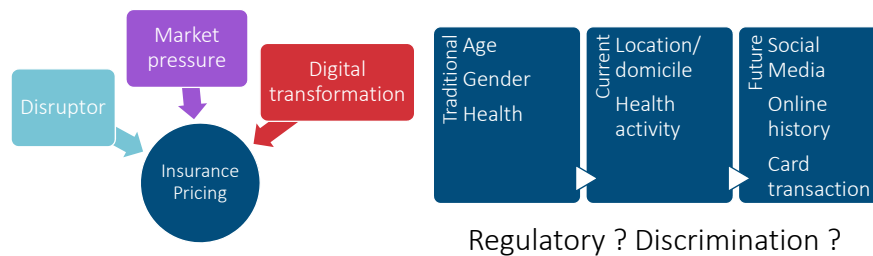 Market
pressure
Digital
transformation
Disruptor
Insurance
Pricing
Traditional
Age
Gender
Health
Current
Location/
domicile
Health
activity
Future
Social
Media
Online
history
Card
transaction
Regulatory ? Discrimination ?